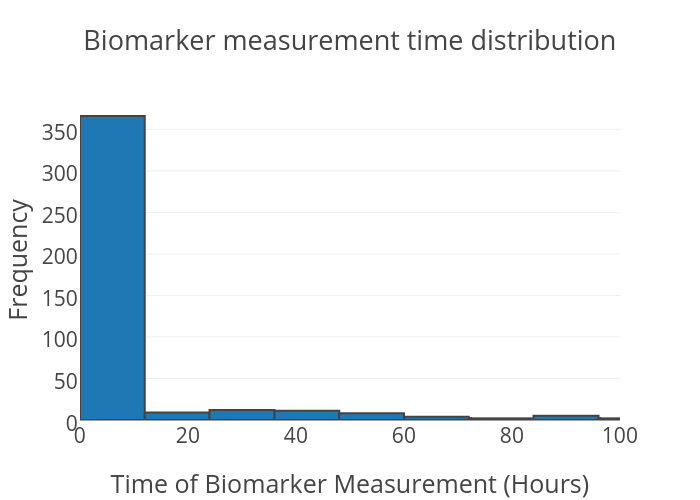 Biomarker measurement time distribution
350
300
250
200
150
100
50
0
0 20 40 60 80 100
Frequency
Time of Biomarker Measurement (Hours)